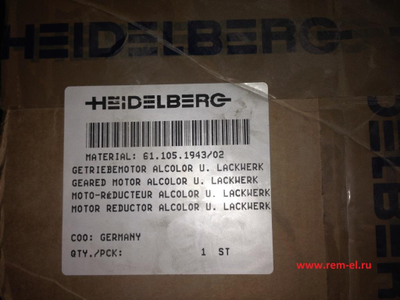 HEIDELBERG
HEIDELBERG
MATERIAL: 61.105.1943/02
GETRIEBEMOTOR ALCOLOR U. LACKWERK
GEARED MOTOR ALCOLOR U. LACKWERK
MOTO-RÉDUCTEUR ALCOLOR U. LACKWERK
MOTOR REDUCTOR ALCOLOR U. LACKWERK
COO: GERMANY
QTY./PCK: 1 ST
www.rem-el.ru